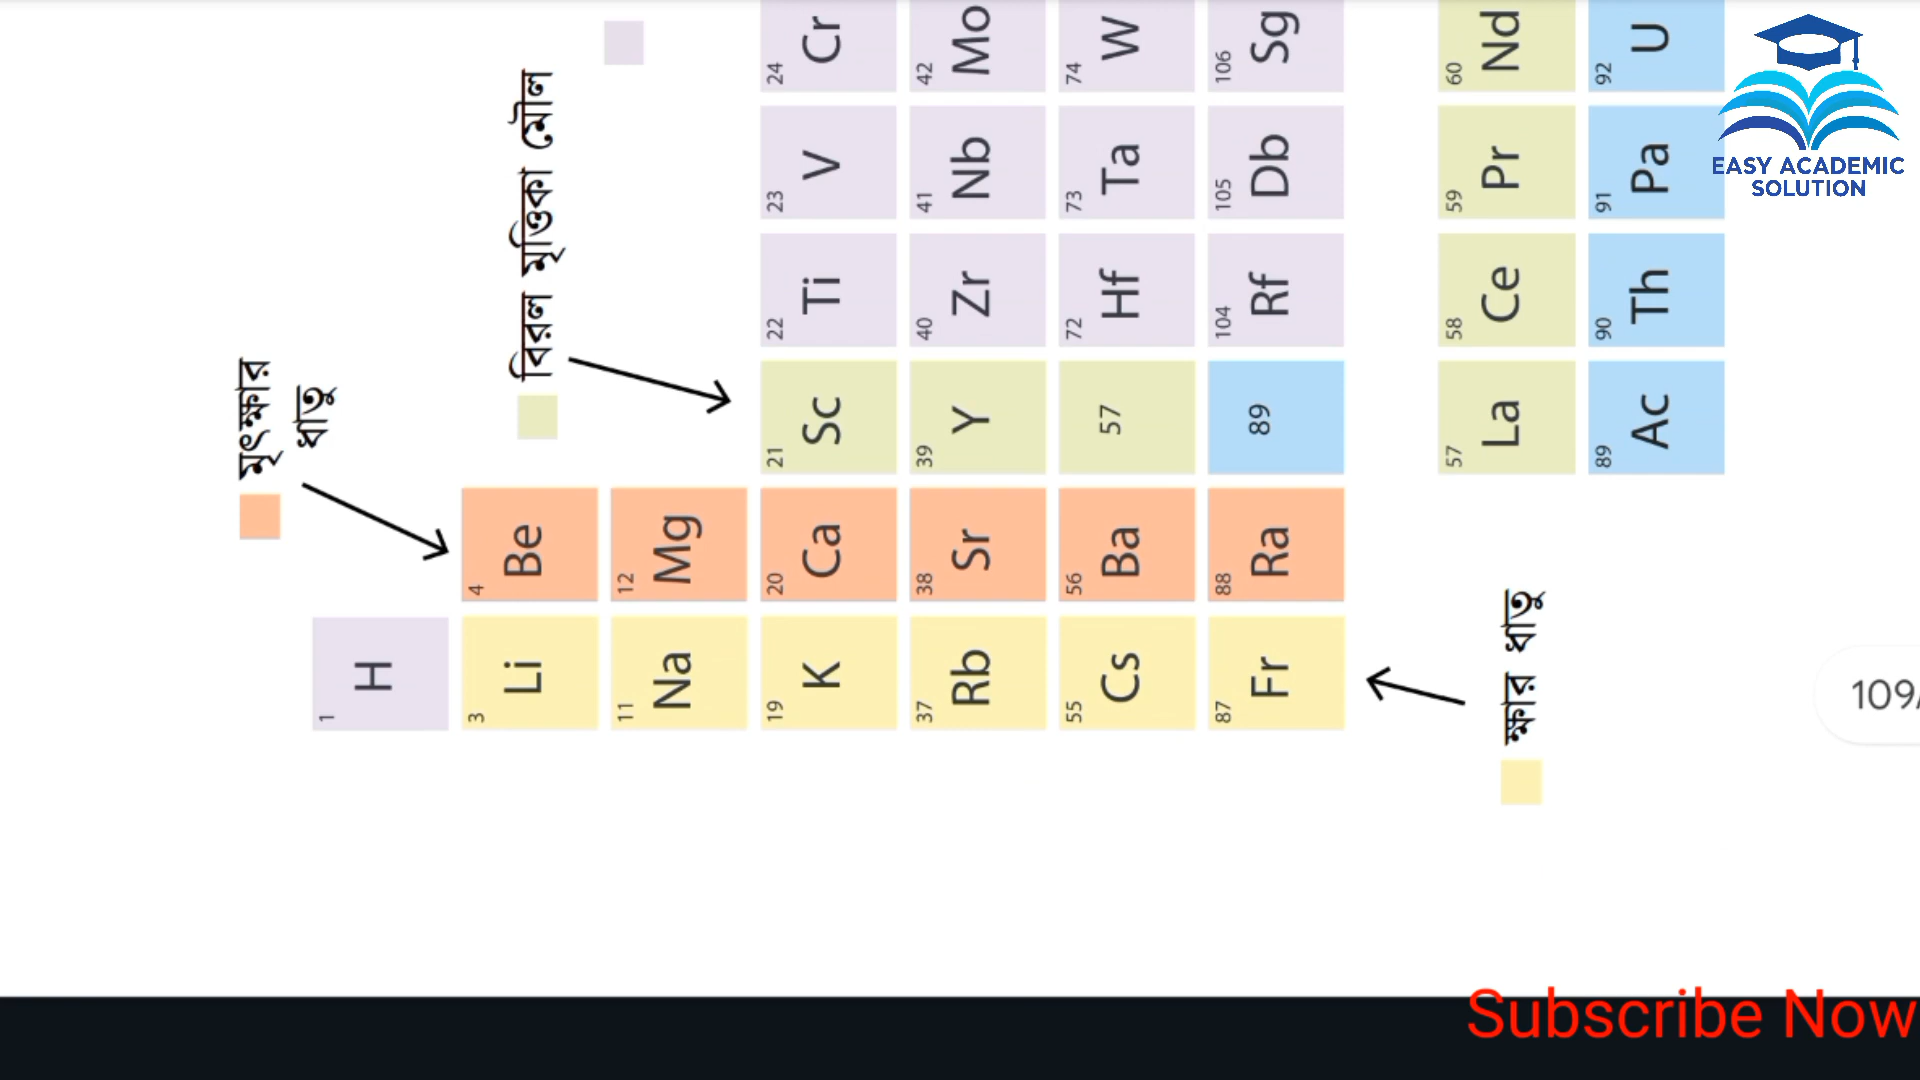 মৃৎক্ষার
ধাতু
বিরল মৃত্তিকা মৌল
ক্ষার ধাতু
1 H
3 Li
4 Be
11 Na
12 Mg
19 K
20 Ca
21 Sc
22 Ti
23 V
24 Cr
37 Rb
38 Sr
39 Y
40 Zr
41 Nb
42 Mo
55 Cs
56 Ba
57
72 Hf
73 Ta
74 W
87 Fr
88 Ra
89
104 Rf
105 Db
106 Sg
57 La
58 Ce
59 Pr
60 Nd
89 Ac
90 Th
91 Pa
92 U
EASY ACADEMIC
SOLUTION
109/
Subscribe Now